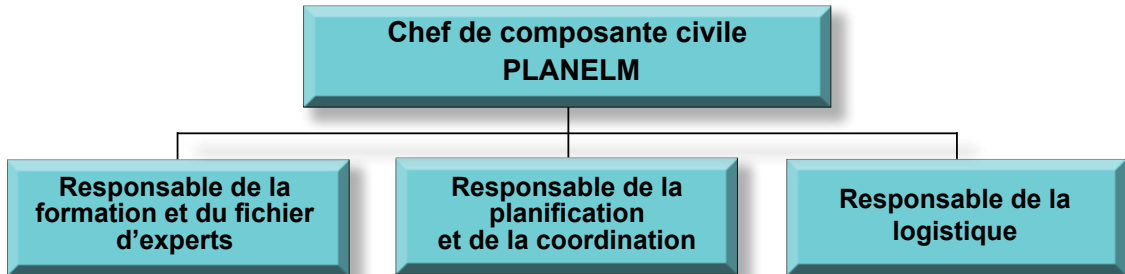 Chef de composante civile
PLANELM
Responsable de la
formation et du fichier
d’experts
Responsable de la
planification
et de la coordination
Responsable de la
logistique